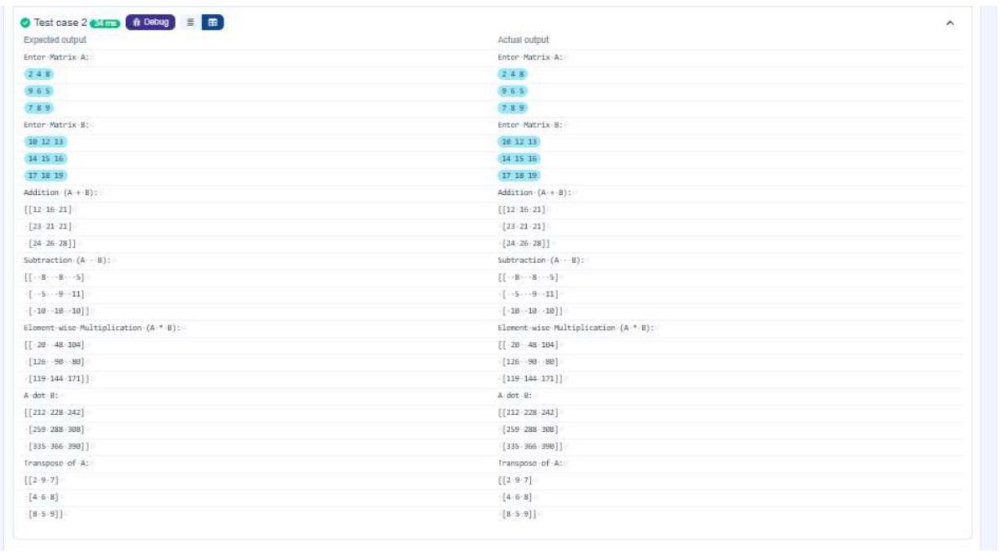 Test case 2 34 ms Debug
Expected output
Enter Matrix A:
2 4 8
9 6 5
7 8 9
Enter Matrix B:
10 12 13
14 15 16
17 18 19
Addition (A + B):
[[12 16 21]
[23 21 21]
[24 26 28]]
Subtraction (A - B):
[[ -8 -8 -5]
[ -5 -9 -11]
[-10 -10 -10]]
Element-wise Multiplication (A * B):
[[ 20 48 104]
[126 90 80]
[119 144 171]]
A dot B:
[[212 228 242]
[259 288 308]
[335 366 390]]
Transpose of A:
[[2 9 7]
[4 6 8]
[8 5 9]]
Actual output
Enter Matrix A:
2 4 8
9 6 5
7 8 9
Enter Matrix B:
10 12 13
14 15 16
17 18 19
Addition (A + B):
[[12 16 21]
[23 21 21]
[24 26 28]]
Subtraction (A - B):
[[ -8 -8 -5]
[ -5 -9 -11]
[-10 -10 -10]]
Element-wise Multiplication (A * B):
[[ 20 48 104]
[126 90 80]
[119 144 171]]
A dot B:
[[212 228 242]
[259 288 308]
[335 366 390]]
Transpose of A:
[[2 9 7]
[4 6 8]
[8 5 9]]